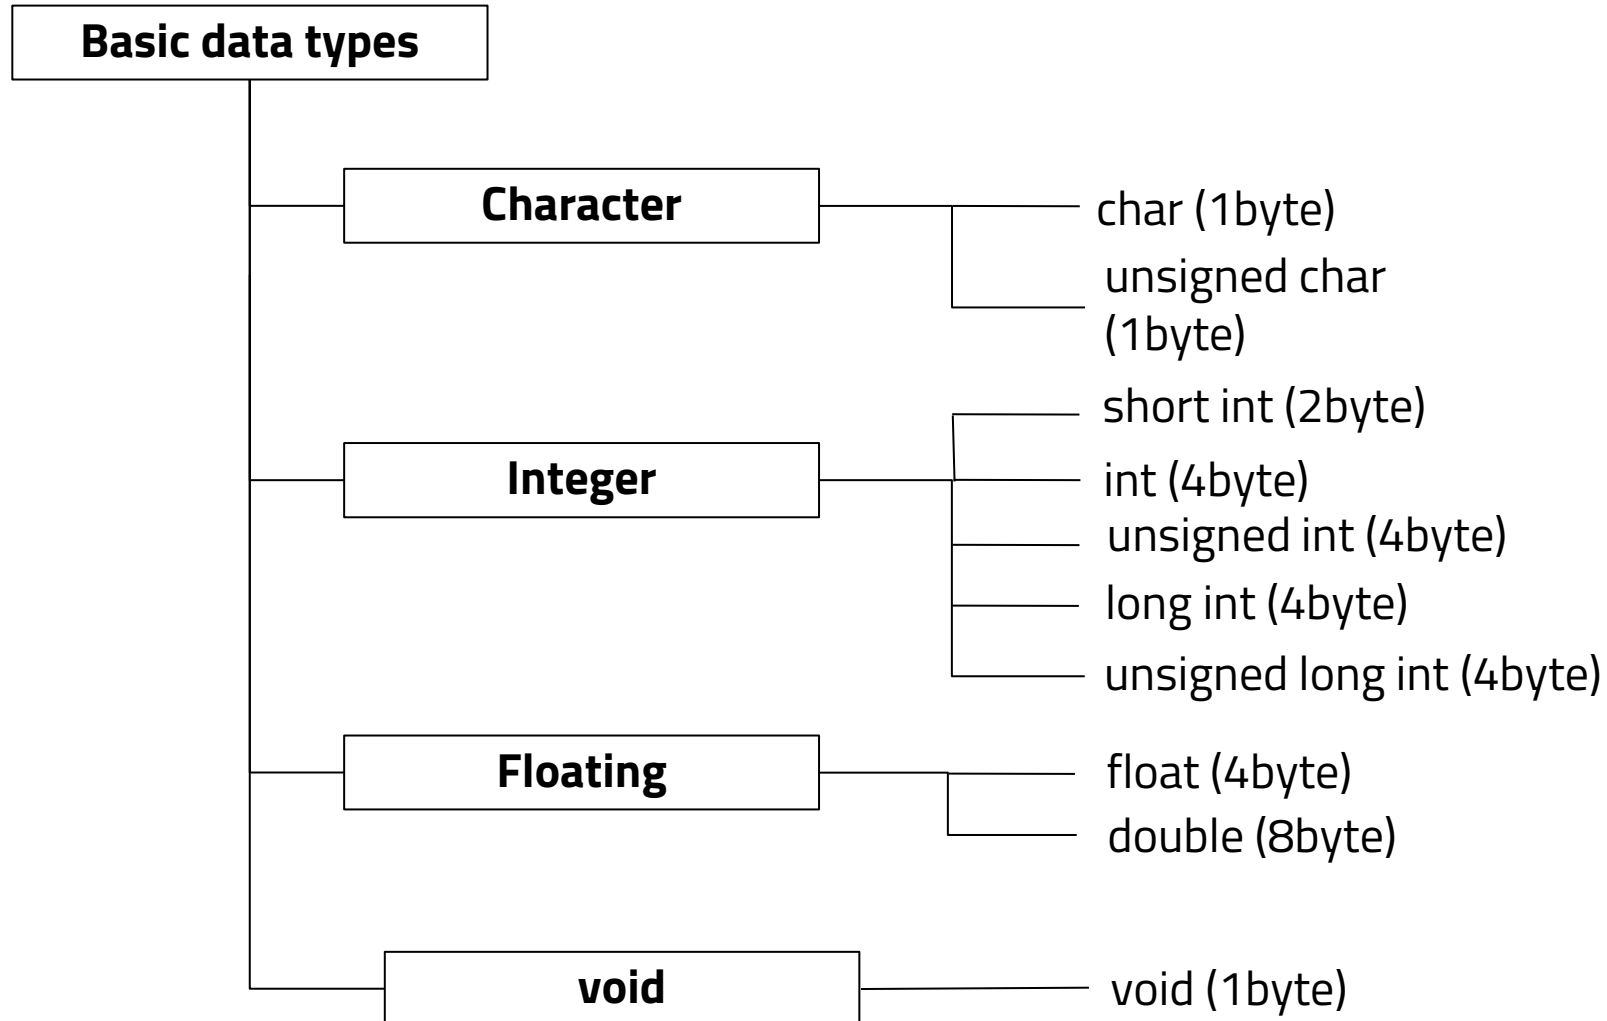 Basic data types
Character
char (1byte)
unsigned char
(1byte)
Integer
short int (2byte)
int (4byte)
unsigned int (4byte)
long int (4byte)
unsigned long int (4byte)
Floating
float (4byte)
double (8byte)
void
void (1byte)